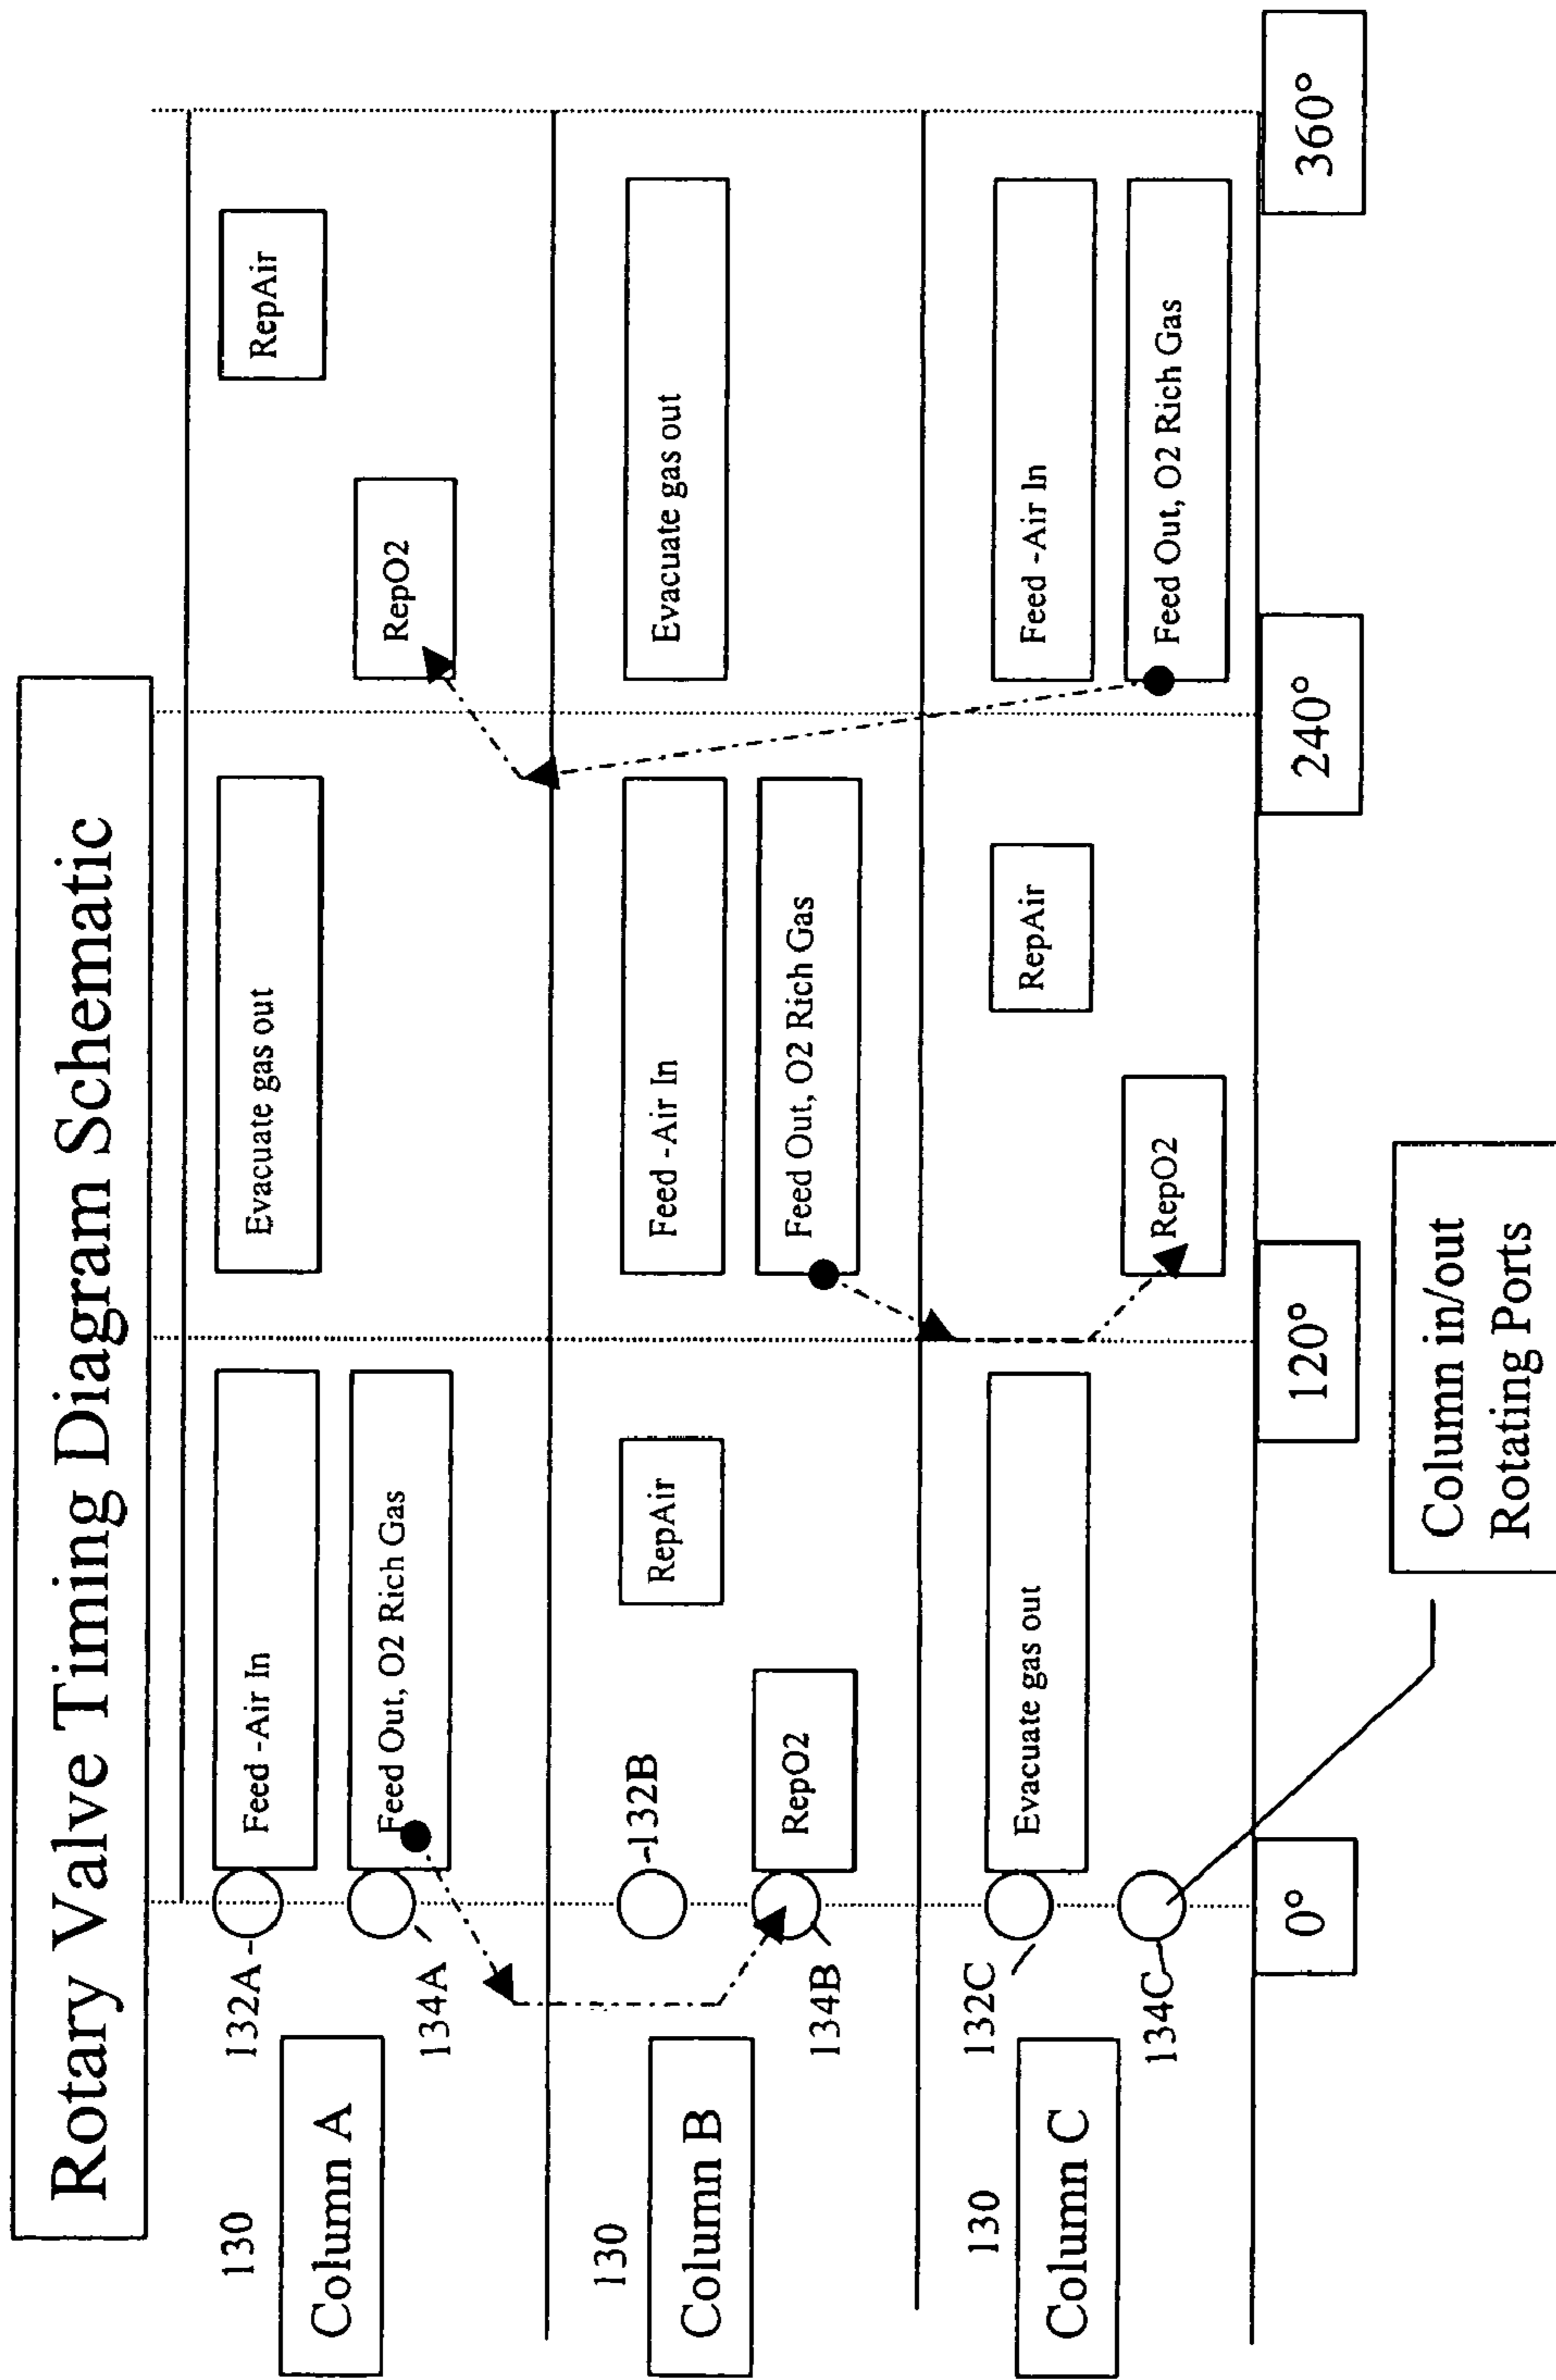 Rotary Valve Timing Diagram Schematic
130
Column A
132A
134A
Feed -Air In
Feed Out, O2 Rich Gas
Evacuate gas out
RepO2
RepAir
130
Column B
132B
134B
RepO2
RepAir
Feed -Air In
Feed Out, O2 Rich Gas
Evacuate gas out
130
Column C
132C
134C
Evacuate gas out
RepO2
RepAir
Feed -Air In
Feed Out, O2 Rich Gas
0°
120°
240°
360°
Column in/out
Rotating Ports